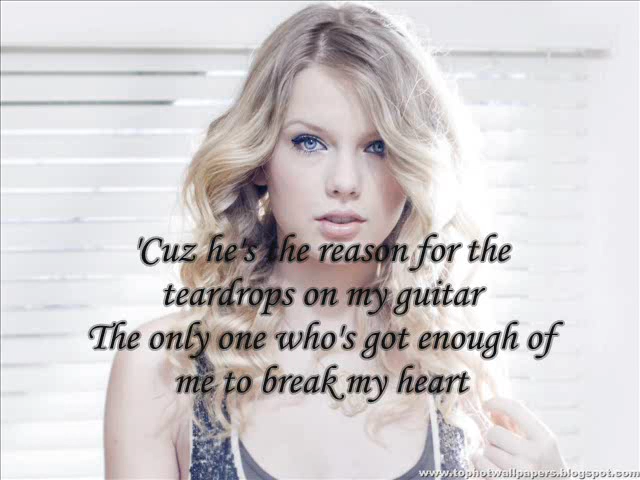 'Cuz he's the reason for the
teardrops on my guitar
The only one who's got enough of
me to break my heart
www.tophotwallpapers.blogspot.com